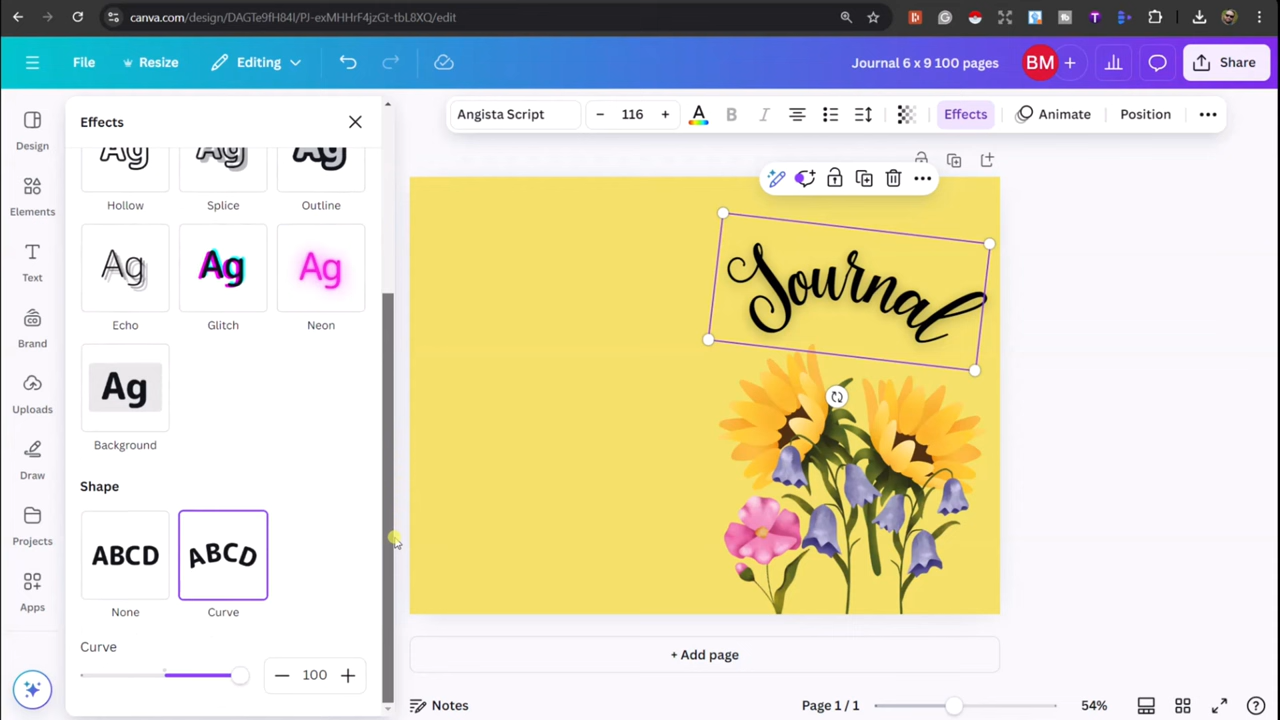 canva.com/design/DAGTe9fH84I/PJ-exMHHrF4jzGt-tbL8XQ/edit
File
Resize
Editing
Journal 6 x 9 100 pages
BM
Share
Design
Elements
Text
Brand
Uploads
Draw
Projects
Apps
Effects
Ag Ag Ag
Hollow Splice Outline
Ag Ag Ag
Echo Glitch Neon
Ag
Background
Shape
ABCD ABCD
None Curve
Curve
100
Angista Script
– 116 +
A B I
Effects
Animate
Position
Journal
+ Add page
Notes
Page 1 / 1
54%